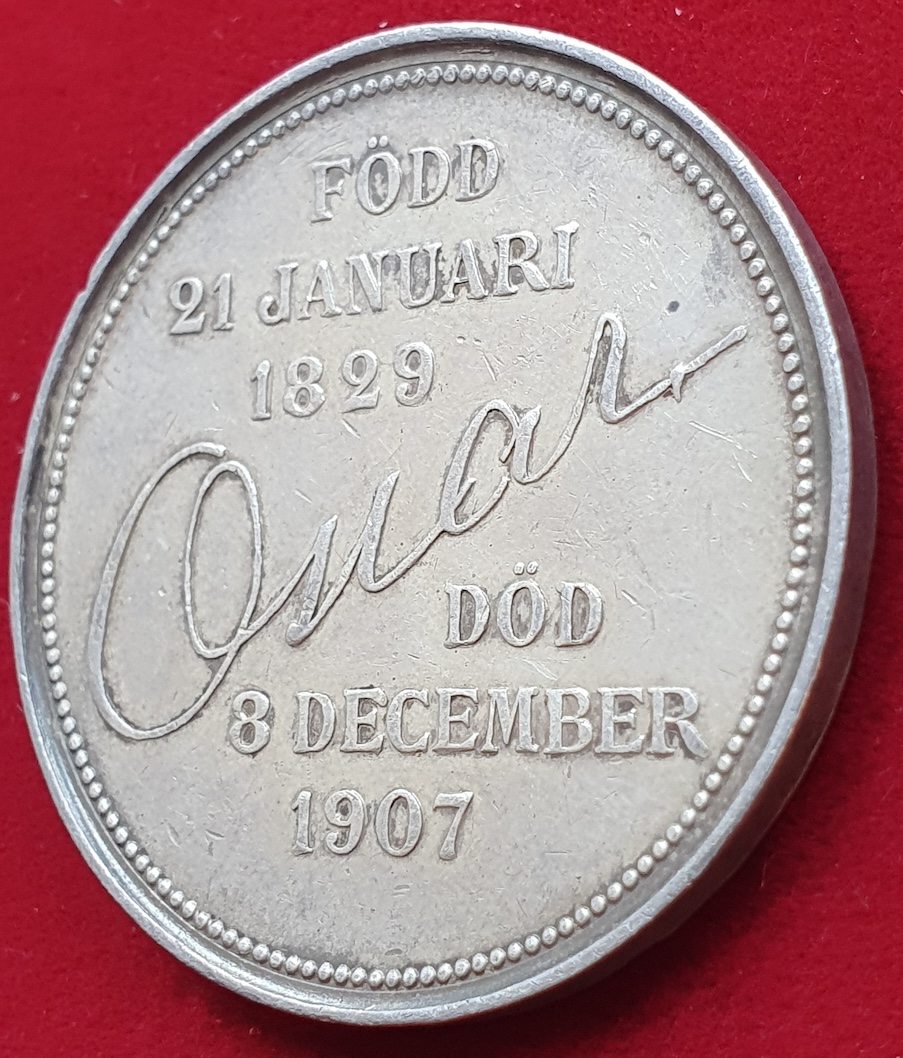 FÖDD
21 JANUARI
1829
Oscar
DÖD
8 DECEMBER
1907